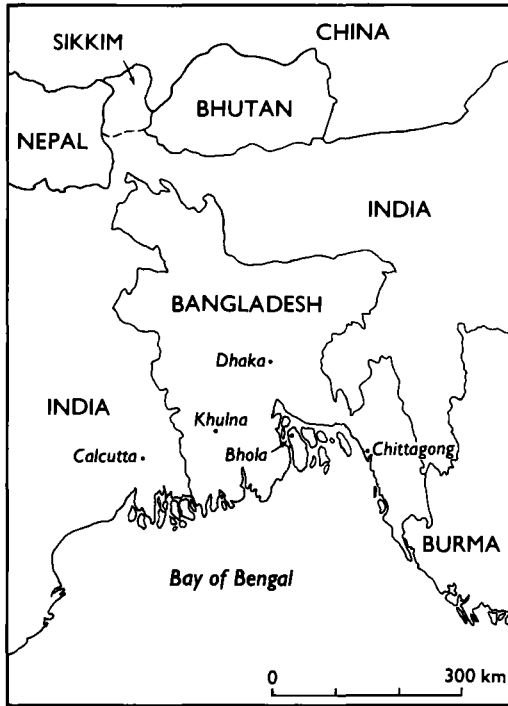 SIKKIM
CHINA
BHUTAN
NEPAL
INDIA
BANGLADESH
Dhaka
INDIA
Khulna
Calcutta
Bhola
Chittagong
BURMA
Bay of Bengal
0 300 km